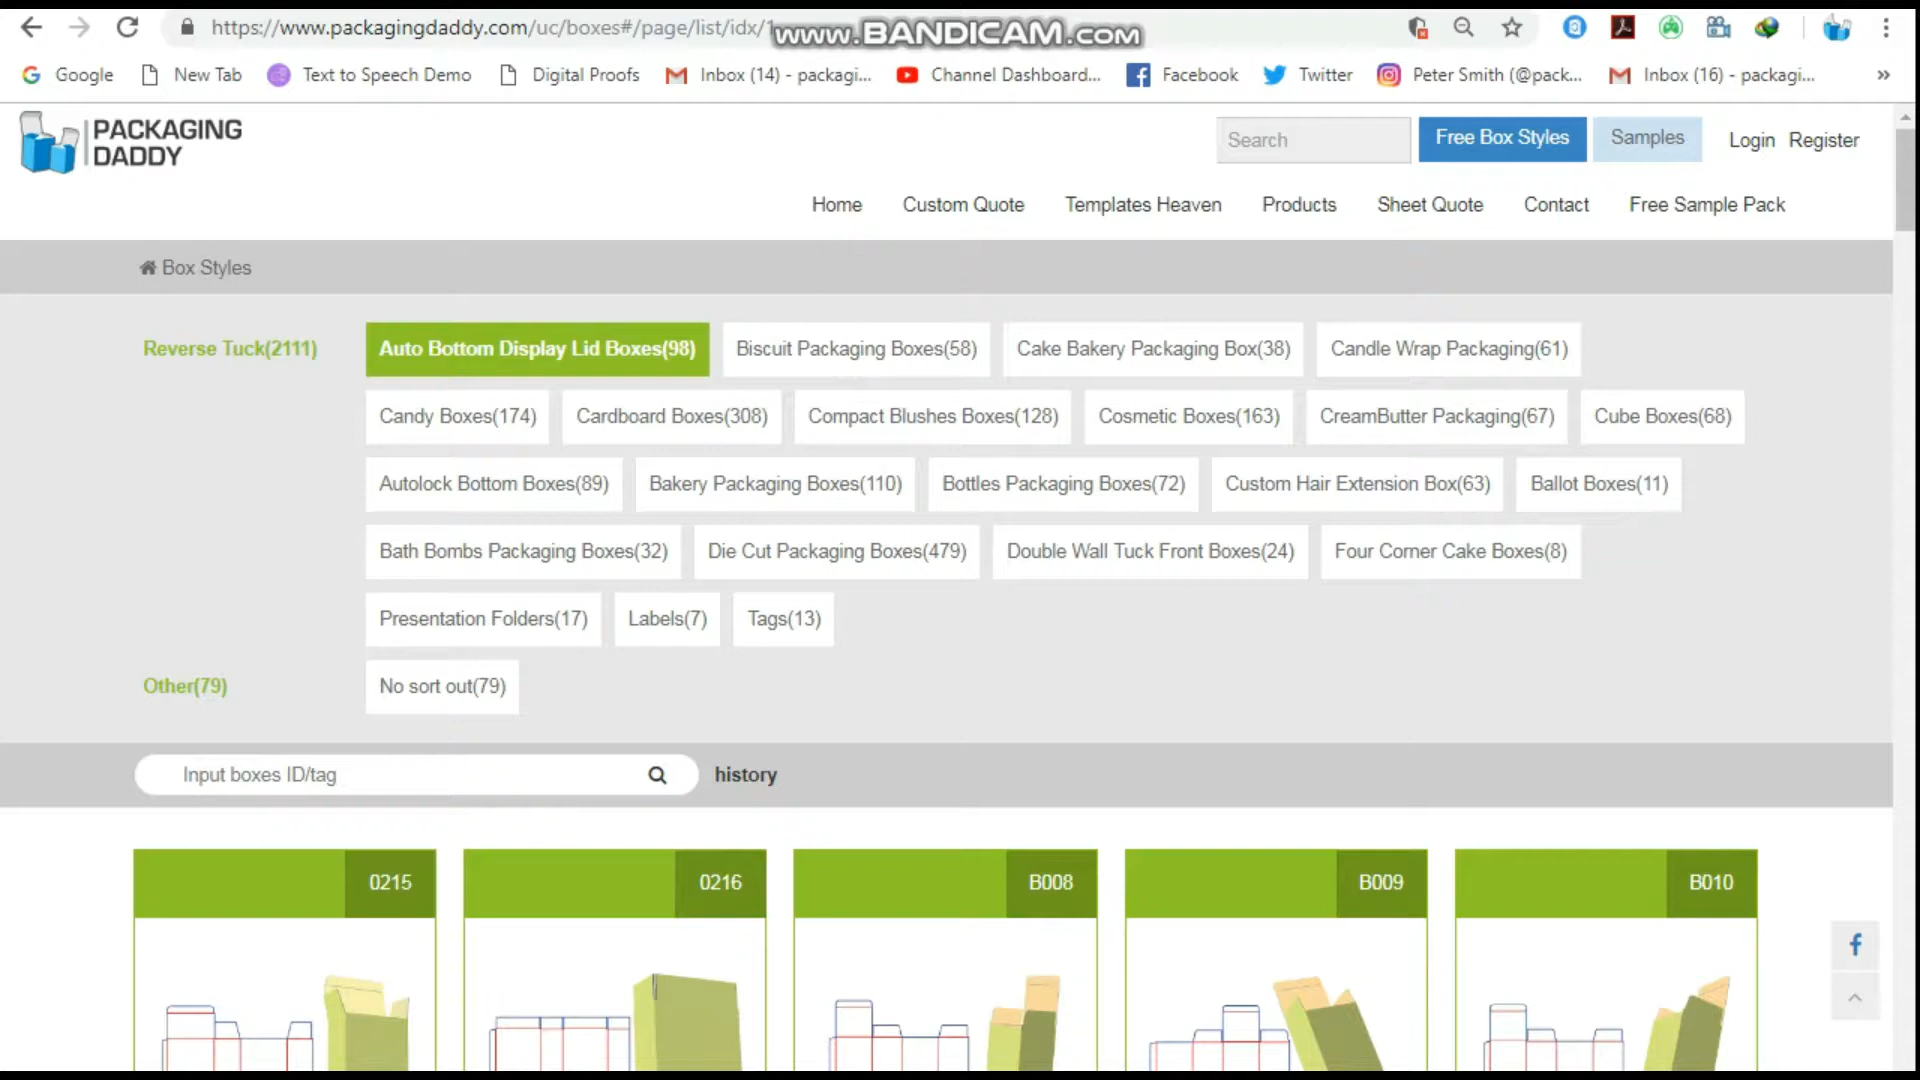 https://www.packagingdaddy.com/uc/boxes#/page/list/idx/1
www.BANDICAM.com
Google New Tab Text to Speech Demo Digital Proofs Inbox (14) - packagi... Channel Dashboard... Facebook Twitter Peter Smith (@pack... Inbox (16) - packagi... »
PACKAGING
DADDY
Search Free Box Styles Samples Login Register
Home Custom Quote Templates Heaven Products Sheet Quote Contact Free Sample Pack
Box Styles
Reverse Tuck(2111) Auto Bottom Display Lid Boxes(98) Biscuit Packaging Boxes(58) Cake Bakery Packaging Box(38) Candle Wrap Packaging(61)
Candy Boxes(174) Cardboard Boxes(308) Compact Blushes Boxes(128) Cosmetic Boxes(163) CreamButter Packaging(67) Cube Boxes(68)
Autolock Bottom Boxes(89) Bakery Packaging Boxes(110) Bottles Packaging Boxes(72) Custom Hair Extension Box(63) Ballot Boxes(11)
Bath Bombs Packaging Boxes(32) Die Cut Packaging Boxes(479) Double Wall Tuck Front Boxes(24) Four Corner Cake Boxes(8)
Presentation Folders(17) Labels(7) Tags(13)
Other(79) No sort out(79)
Input boxes ID/tag history
0215 0216 B008 B009 B010